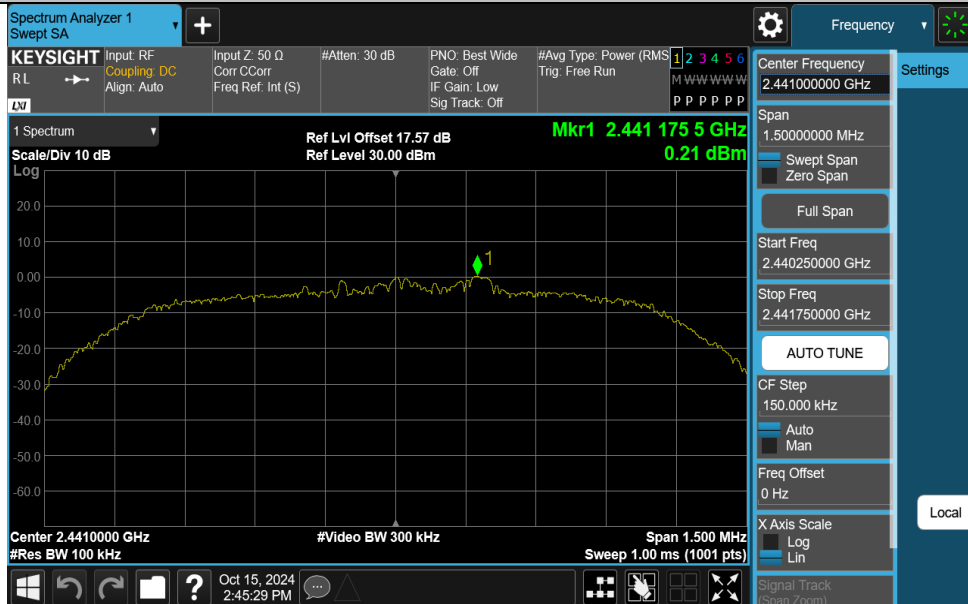 Spectrum Analyzer 1
Swept SA
+
Frequency
KEYSIGHT
RL
LXI
Input: RF
Coupling: DC
Align: Auto
Input Z: 50 Ω
Corr CCorr
Freq Ref: Int (S)
#Atten: 30 dB
PNO: Best Wide
Gate: Off
IF Gain: Low
Sig Track: Off
#Avg Type: Power (RMS
Trig: Free Run
1 2 3 4 5 6
M W W W W W
P P P P P P
1 Spectrum
Scale/Div 10 dB
Log
Ref Lvl Offset 17.57 dB
Ref Level 30.00 dBm
Mkr1 2.441 175 5 GHz
0.21 dBm
20.0
10.0
0.00
-10.0
-20.0
-30.0
-40.0
-50.0
-60.0
1
Center 2.4410000 GHz
#Res BW 100 kHz
#Video BW 300 kHz
Span 1.500 MHz
Sweep 1.00 ms (1001 pts)
?
Oct 15, 2024
2:45:29 PM
Center Frequency
2.441000000 GHz
Span
1.50000000 MHz
Swept Span
Zero Span
Full Span
Start Freq
2.440250000 GHz
Stop Freq
2.441750000 GHz
AUTO TUNE
CF Step
150.000 kHz
Auto
Man
Freq Offset
0 Hz
X Axis Scale
Log
Lin
Signal Track
(Span Zoom)
Settings
Local